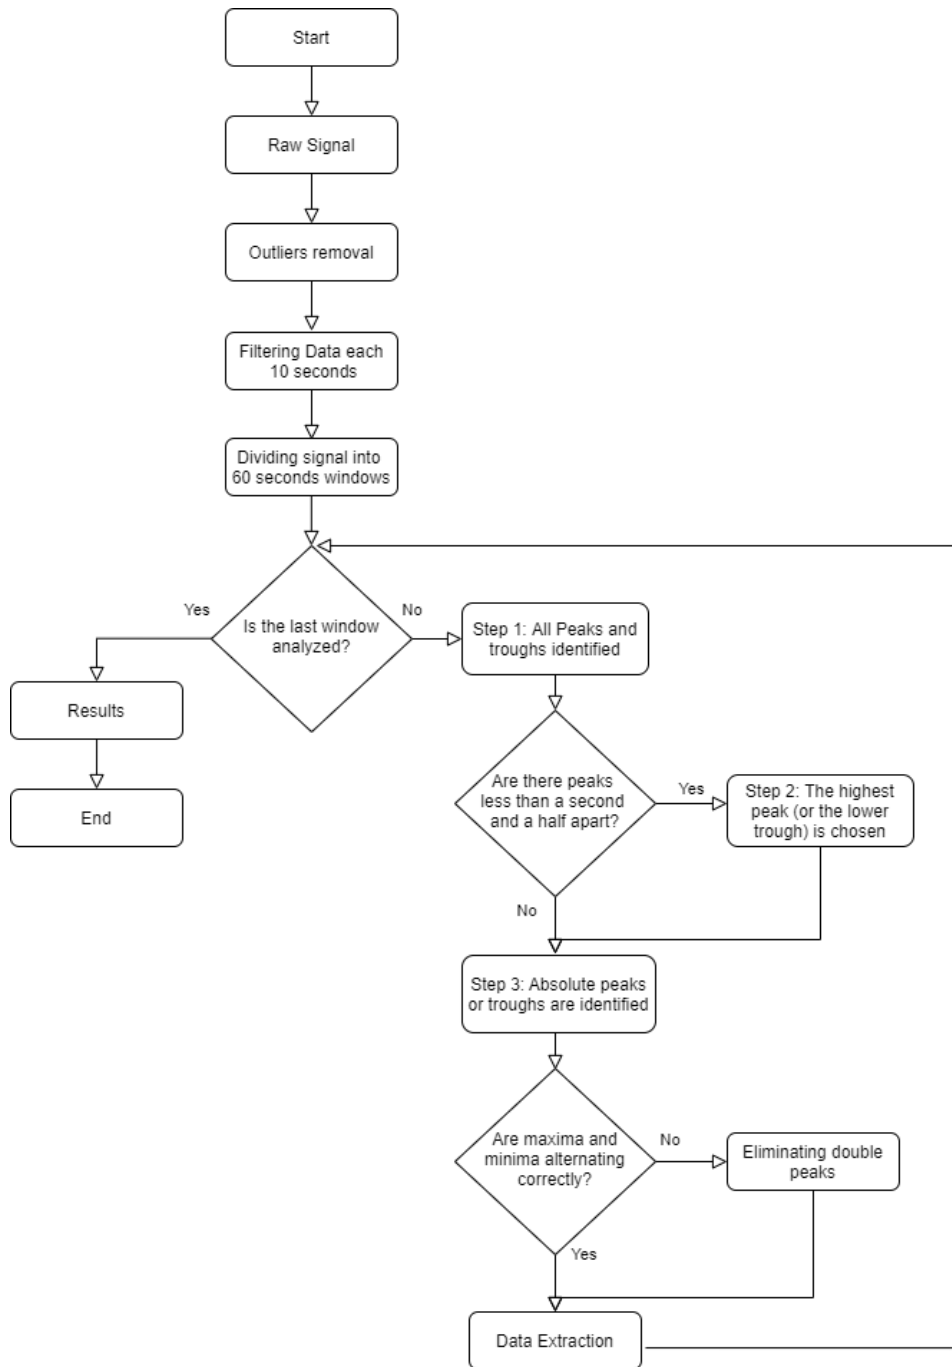 Start
Raw Signal
Outliers removal
Filtering Data each
10 seconds
Dividing signal into
60 seconds windows
Is the last window
analyzed?
Yes
No
Results
End
Step 1: All Peaks and
troughs identified
Are there peaks
less than a second
and a half apart?
Yes
No
Step 2: The highest
peak (or the lower
trough) is chosen
Step 3: Absolute peaks
or troughs are identified
Are maxima and
minima alternating
correctly?
No
Yes
Eliminating double
peaks
Data Extraction